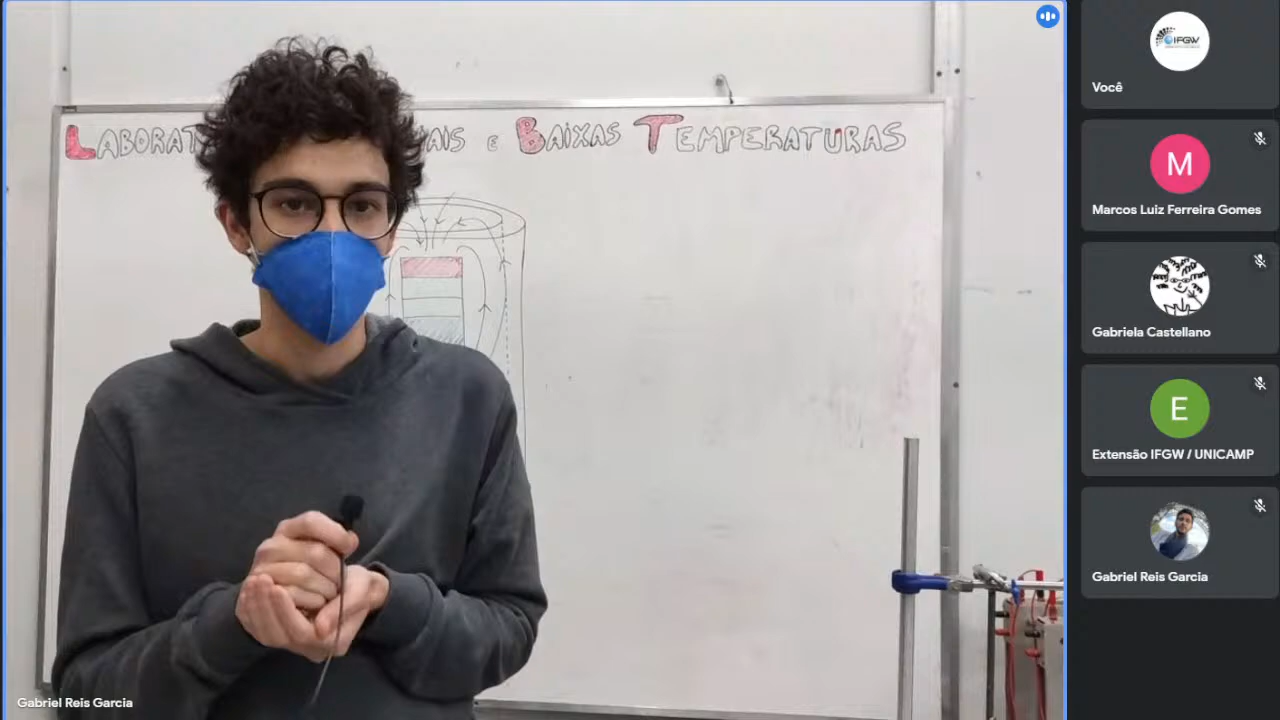 LABORAT AIS E BAIXAS TEMPERATURAS
Gabriel Reis Garcia
IFGW
Você
M
Marcos Luiz Ferreira Gomes
Gabriela Castellano
E
Extensão IFGW / UNICAMP
Gabriel Reis Garcia